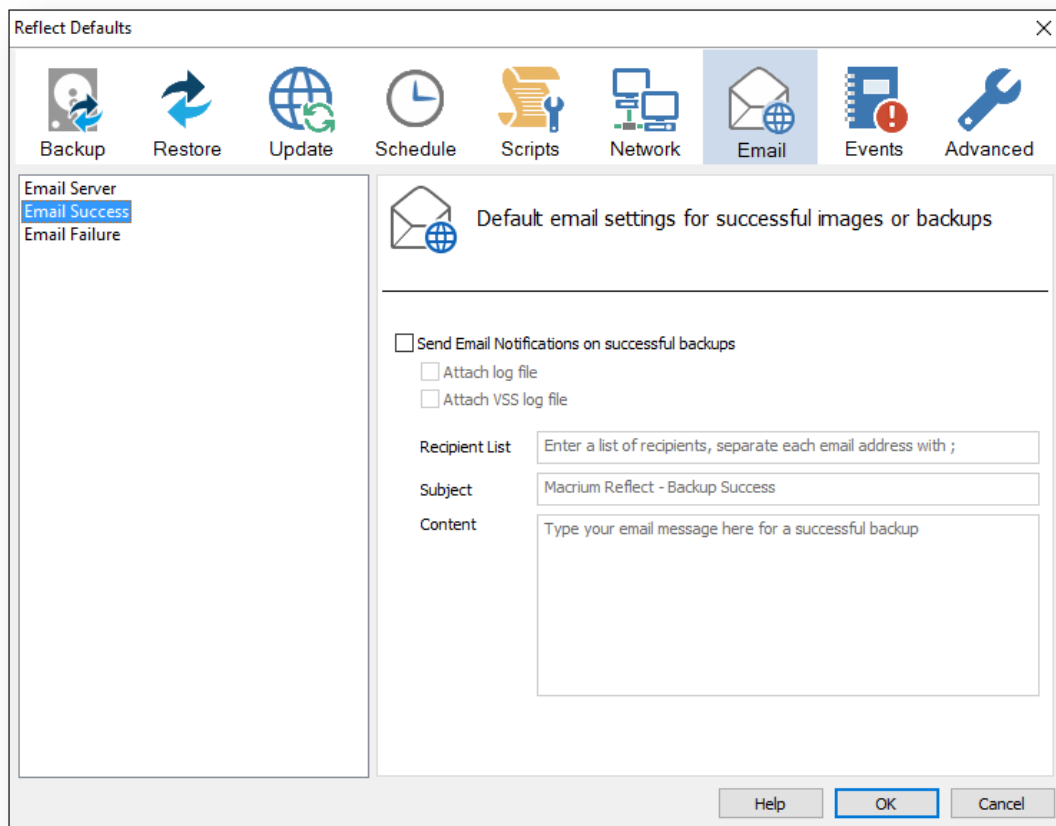 Reflect Defaults
Backup Restore Update Schedule Scripts Network Email Events Advanced
Email Server
Email Success
Email Failure
Default email settings for successful images or backups
Send Email Notifications on successful backups
Attach log file
Attach VSS log file
Recipient List Enter a list of recipients, separate each email address with ;
Subject Macrium Reflect - Backup Success
Content Type your email message here for a successful backup
Help OK Cancel